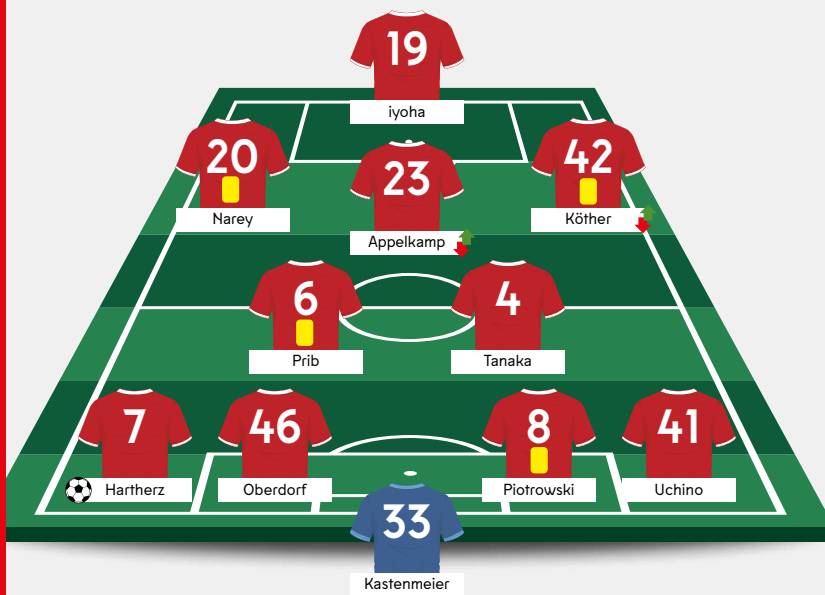 19
iyoha
20
Narey
23
Appelkamp
42
Köther
6
Prib
4
Tanaka
7
Hartherz
46
Oberdorf
8
Piotrowski
41
Uchino
33
Kastenmeier